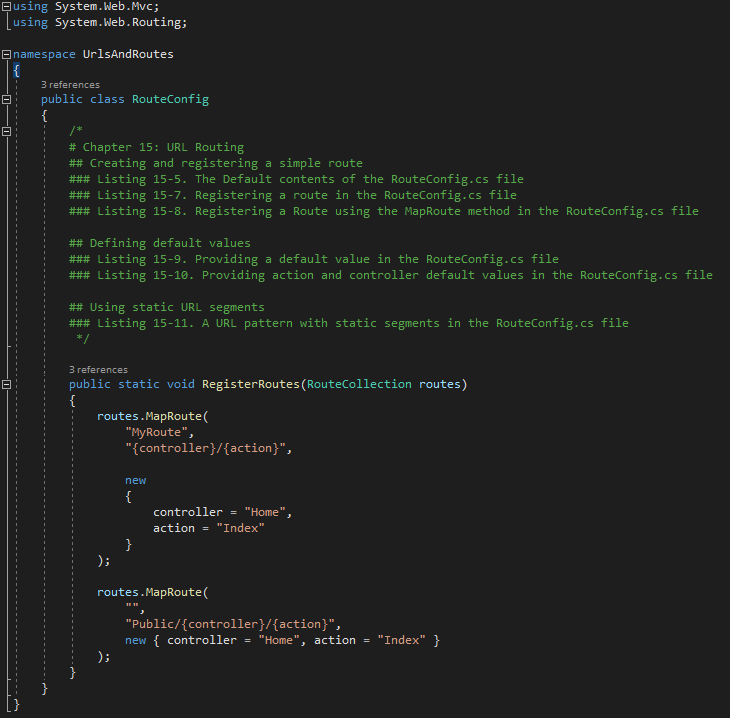 using System.Web.Mvc;
using System.Web.Routing;
namespace UrlsAndRoutes
{
3 references
public class RouteConfig
{
/*
# Chapter 15: URL Routing
## Creating and registering a simple route
### Listing 15-5. The Default contents of the RouteConfig.cs file
### Listing 15-7. Registering a route in the RouteConfig.cs file
### Listing 15-8. Registering a Route using the MapRoute method in the RouteConfig.cs file
## Defining default values
### Listing 15-9. Providing a default value in the RouteConfig.cs file
### Listing 15-10. Providing action and controller default values in the RouteConfig.cs file
## Using static URL segments
### Listing 15-11. A URL pattern with static segments in the RouteConfig.cs file
*/
3 references
public static void RegisterRoutes(RouteCollection routes)
{
routes.MapRoute(
"MyRoute",
"{controller}/{action}",
new
{
controller = "Home",
action = "Index"
}
);
routes.MapRoute(
"",
"Public/{controller}/{action}",
new { controller = "Home", action = "Index" }
);
}
}
}